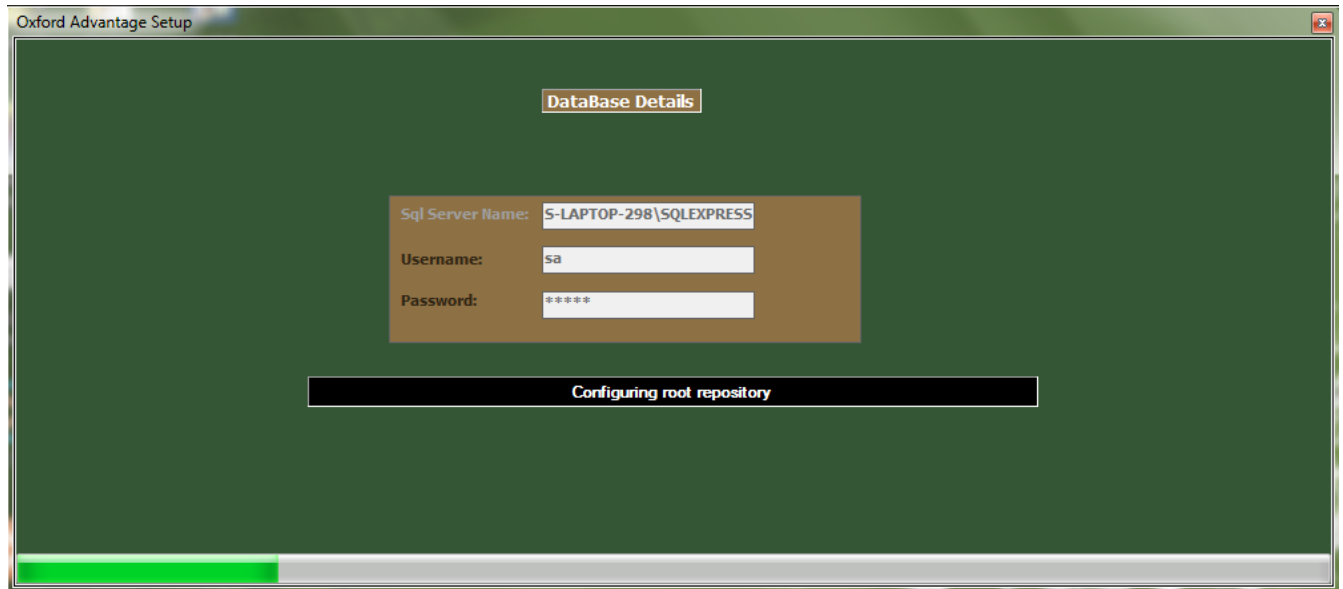 Oxford Advantage Setup
DataBase Details
Sql Server Name: S-LAPTOP-298\SQLEXPRESS
Username: sa
Password: *****
Configuring root repository